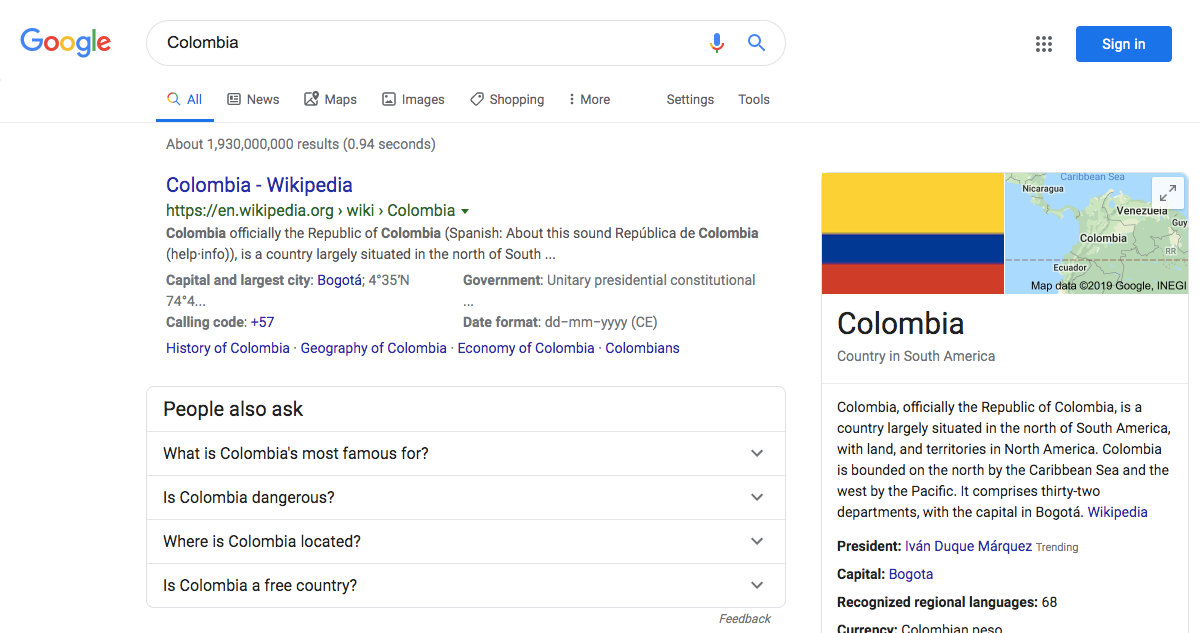 Google
Colombia
Sign in
All News Maps Images Shopping More Settings Tools
About 1,930,000,000 results (0.94 seconds)
Colombia - Wikipedia
https://en.wikipedia.org › wiki › Colombia
Colombia officially the Republic of Colombia (Spanish: About this sound República de Colombia
(help·info)), is a country largely situated in the north of South ...
Capital and largest city: Bogotá; 4°35′N
74°4...
Government: Unitary presidential constitutional
...
Calling code: +57
Date format: dd−mm−yyyy (CE)
History of Colombia · Geography of Colombia · Economy of Colombia · Colombians
People also ask
What is Colombia's most famous for?
Is Colombia dangerous?
Where is Colombia located?
Is Colombia a free country?
Feedback
Caribbean Sea
Nicaragua
Venezuela
Guy
Colombia
RR
Ecuador
Map data ©2019 Google, INEGI
Colombia
Country in South America
Colombia, officially the Republic of Colombia, is a
country largely situated in the north of South America,
with land, and territories in North America. Colombia
is bounded on the north by the Caribbean Sea and the
west by the Pacific. It comprises thirty-two
departments, with the capital in Bogotá. Wikipedia
President: Iván Duque Márquez Trending
Capital: Bogota
Recognized regional languages: 68
Currency: Colombian peso